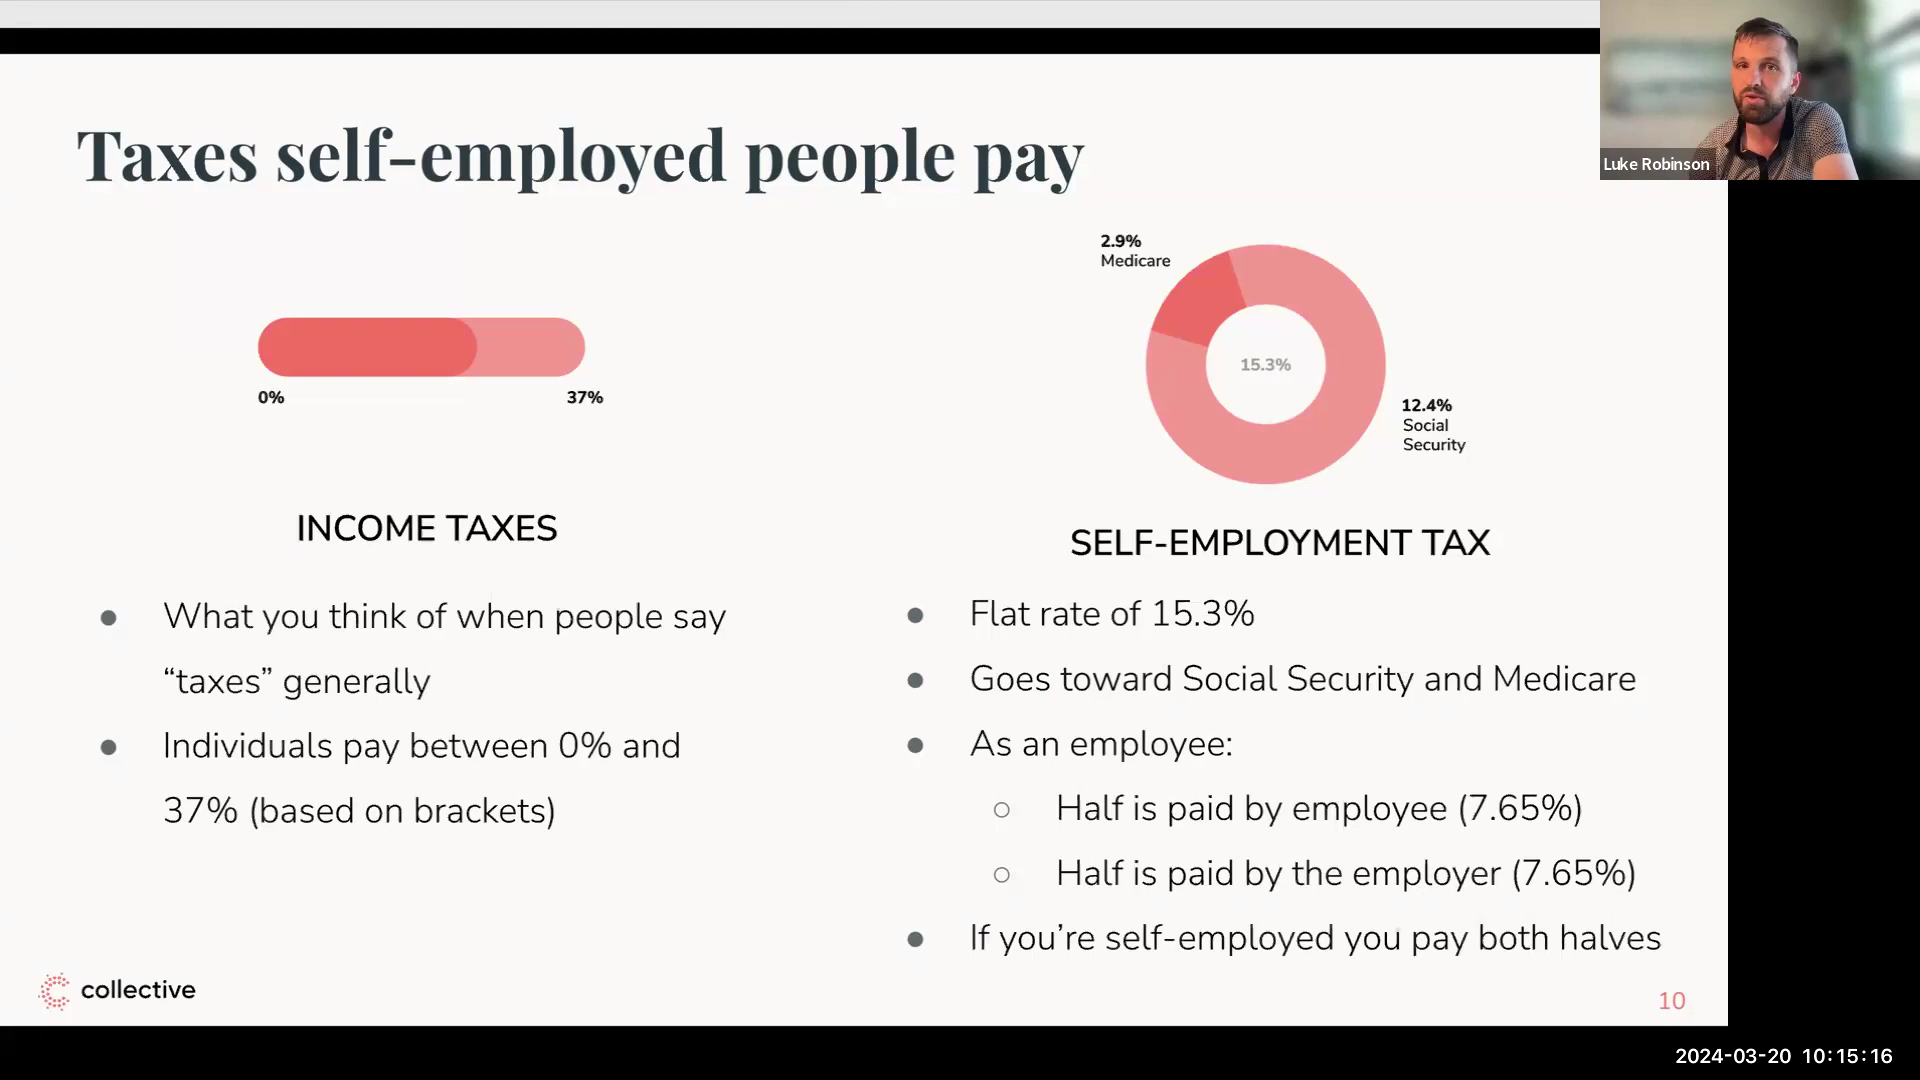 Taxes self-employed people pay
Luke Robinson
0%
37%
INCOME TAXES
● What you think of when people say
“taxes” generally
● Individuals pay between 0% and
37% (based on brackets)
2.9%
Medicare
15.3%
12.4%
Social
Security
SELF-EMPLOYMENT TAX
● Flat rate of 15.3%
● Goes toward Social Security and Medicare
● As an employee:
○ Half is paid by employee (7.65%)
○ Half is paid by the employer (7.65%)
● If you’re self-employed you pay both halves
collective
10
2024-03-20 10:15:16